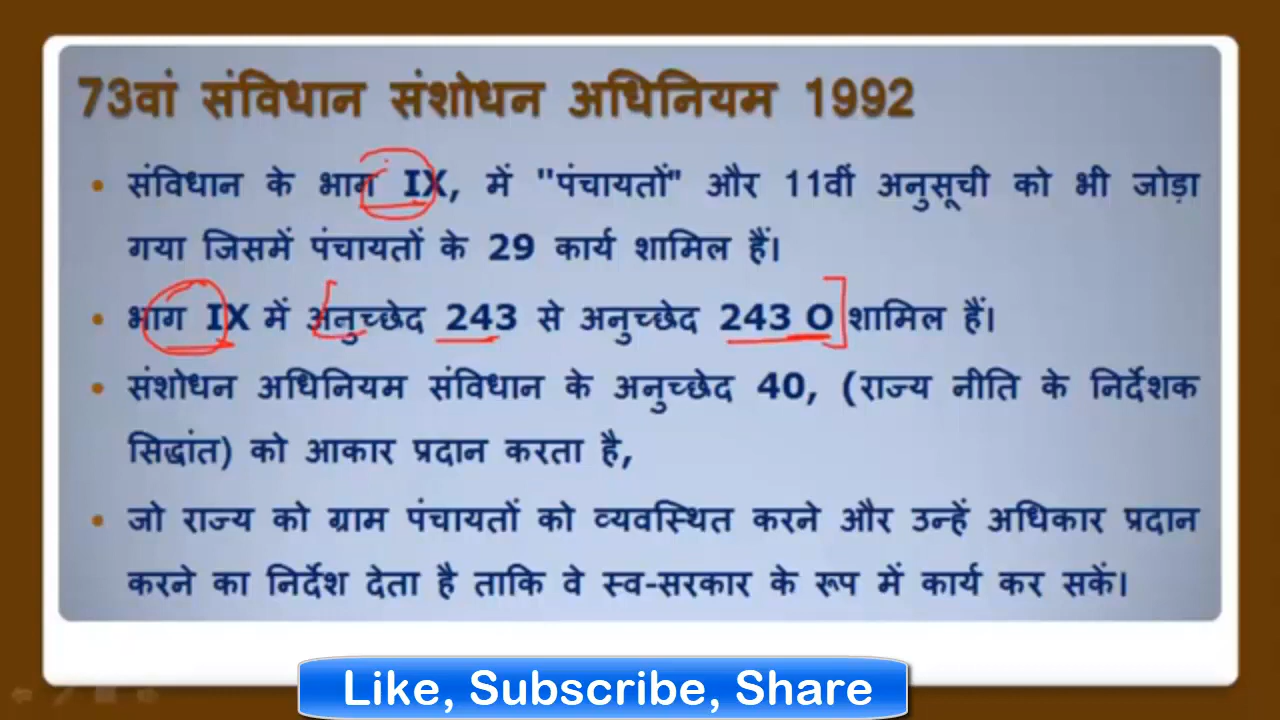 73वां संविधान संशोधन अधिनियम 1992
• संविधान के भाग IX, में "पंचायतों" और 11वीं अनुसूची को भी जोड़ा
गया जिसमें पंचायतों के 29 कार्य शामिल हैं।
• भाग IX में अनुच्छेद 243 से अनुच्छेद 243 O शामिल हैं।
• संशोधन अधिनियम संविधान के अनुच्छेद 40, (राज्य नीति के निर्देशक
सिद्धांत) को आकार प्रदान करता है,
• जो राज्य को ग्राम पंचायतों को व्यवस्थित करने और उन्हें अधिकार प्रदान
करने का निर्देश देता है ताकि वे स्व-सरकार के रूप में कार्य कर सकें।
Like, Subscribe, Share